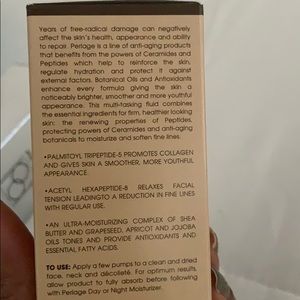 Years of free-radical damage can negatively
affect the skin's health, appearance and ability
to repair. Perlage is a line of anti-aging products
that benefits from the powers of Ceramides and
Peptides which help to reinforce the skin,
regulate hydration and protect it against
external factors. Botanical Oils and Antioxidants
enhance every formula giving the skin a
noticeably brighter, smoother and more youthful
appearance. This multi-tasking fluid combines
the essential ingredients for firm, healthier looking
skin: the renewing properties of Peptides,
protecting powers of Ceramides and anti-aging
botanicals to moisturize and soften fine lines.
•PALMITOYL TRIPEPTIDE-5 PROMOTES COLLAGEN
AND GIVES SKIN A SMOOTHER, MORE YOUTHFUL
APPEARANCE.
•ACETYL HEXAPEPTIDE-8 RELAXES FACIAL
TENSION LEADINGTO A REDUCTION IN FINE LINES
WITH REGULAR USE.
•AN ULTRA-MOISTURIZING COMPLEX OF SHEA
BUTTER AND GRAPESEED, APRICOT AND JOJOBA
OILS TONES AND PROVIDE ANTIOXIDANTS AND
ESSENTIAL FATTY ACIDS.
TO USE: Apply a few pumps to a clean and dried
face, neck and décolleté. For optimum results,
allow product to fully absorb before following
with Perlage Day or Night Moisturizer.